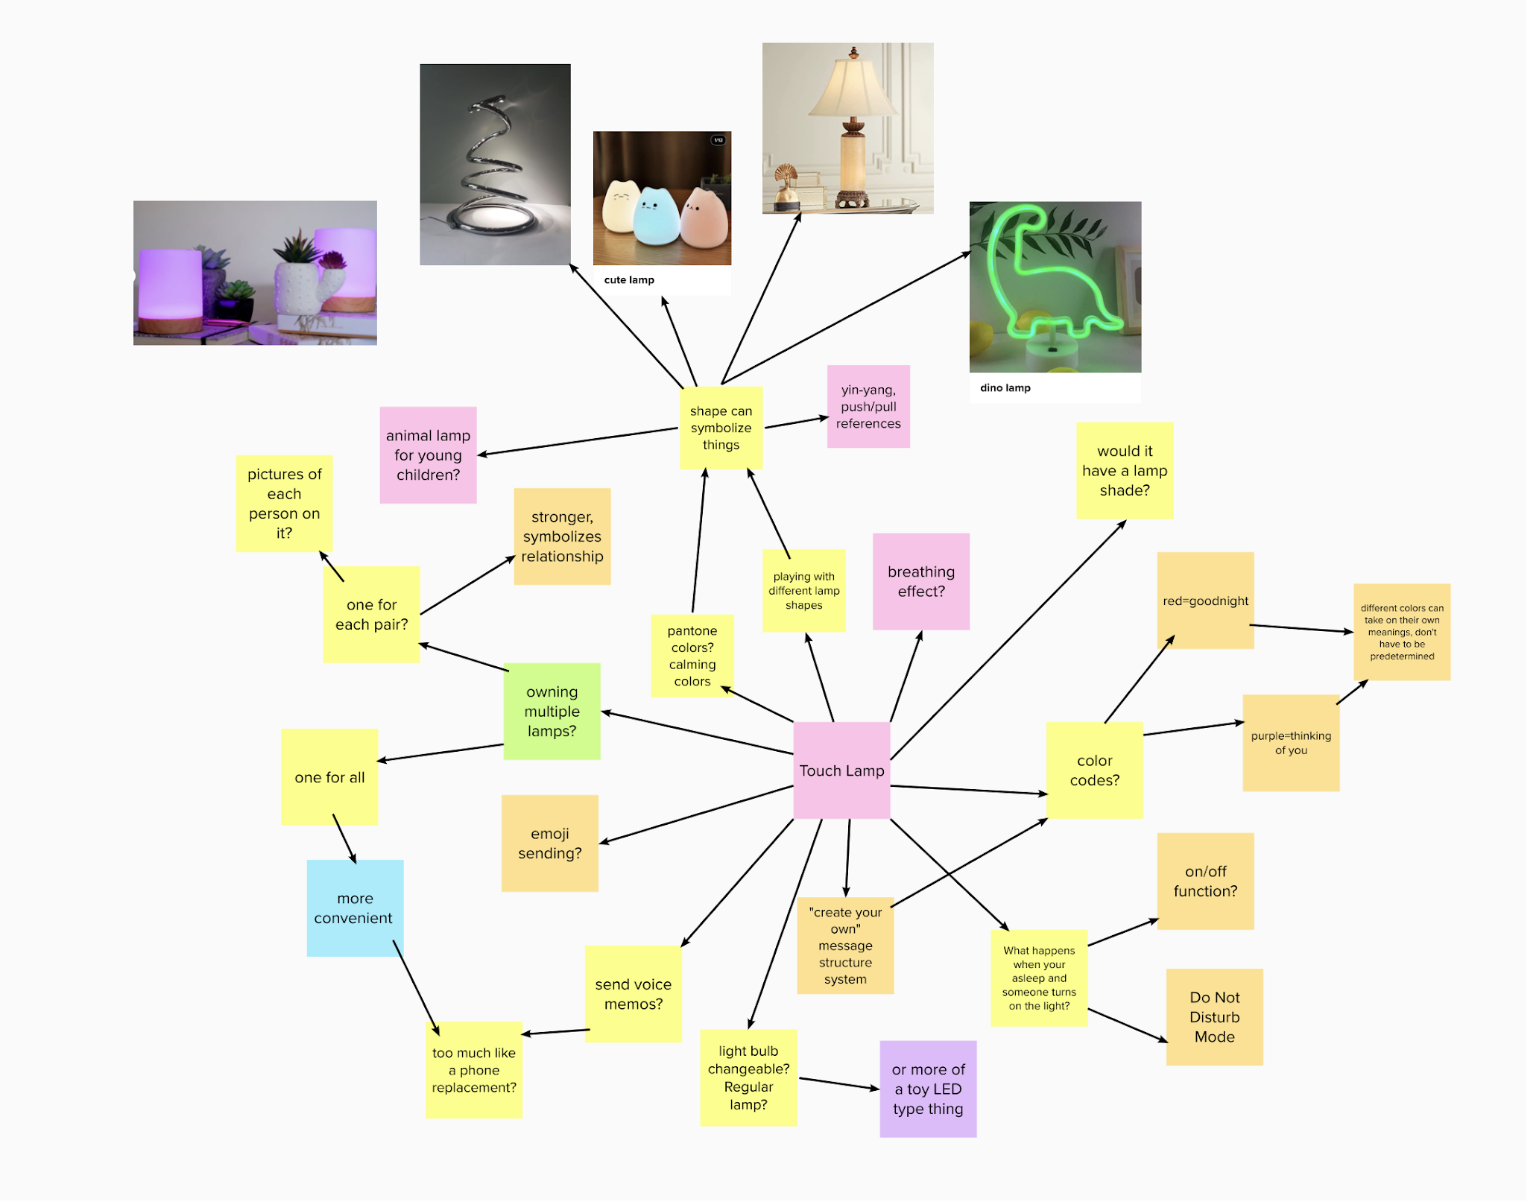 1/12
cute lamp
dino lamp
yin-yang,
push/pull
references
shape can
symbolize
things
animal lamp
for young
children?
would it
have a lamp
shade?
pictures of
each
person on
it?
stronger,
symbolizes
relationship
playing with
different lamp
shapes
breathing
effect?
one for
each pair?
red=goodnight
different colors can
take on their own
meanings, don't
have to be
predetermined
pantone
colors?
calming
colors
owning
multiple
lamps?
purple=thinking
of you
one for all
Touch Lamp
color
codes?
emoji
sending?
on/off
function?
more
convenient
"create your
own"
message
structure
system
What happens
when your
asleep and
someone turns
on the light?
send voice
memos?
Do Not
Disturb
Mode
too much like
a phone
replacement?
light bulb
changeable?
Regular
lamp?
or more of
a toy LED
type thing